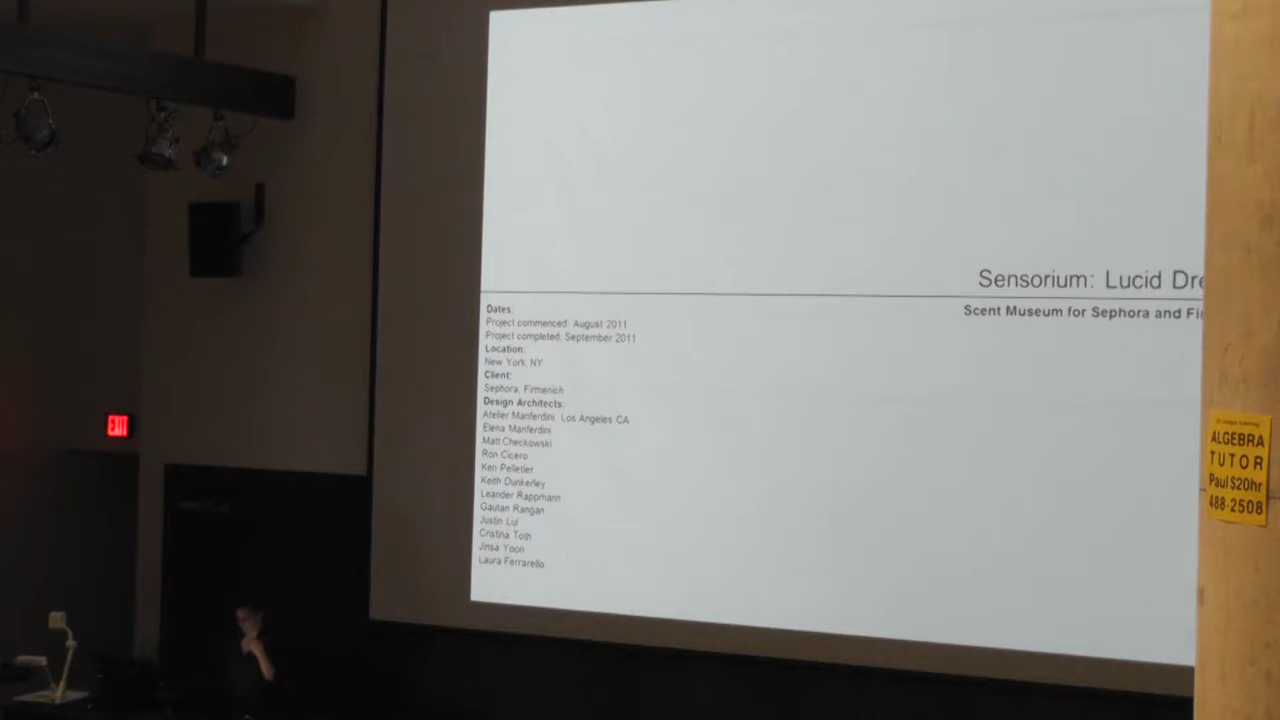 Sensorium: Lucid Dre
Scent Museum for Sephora and Fi
Dates:
Project commenced: August 2011
Project completed: September 2011
Location:
New York, NY
Client:
Sephora, Firmenich
Design Architects:
Atelier Manferdini, Los Angeles CA
Elena Manferdini
Matt Checkowski
Ron Cicero
Ken Pelletier
Keith Dunkerley
Leander Rappmann
Gautan Rangan
Justin Lui
Cristina Toth
Jinsa Yoon
Laura Ferrarello
EXIT
ALGEBRA
TUTOR
Paul $20hr
488-2508